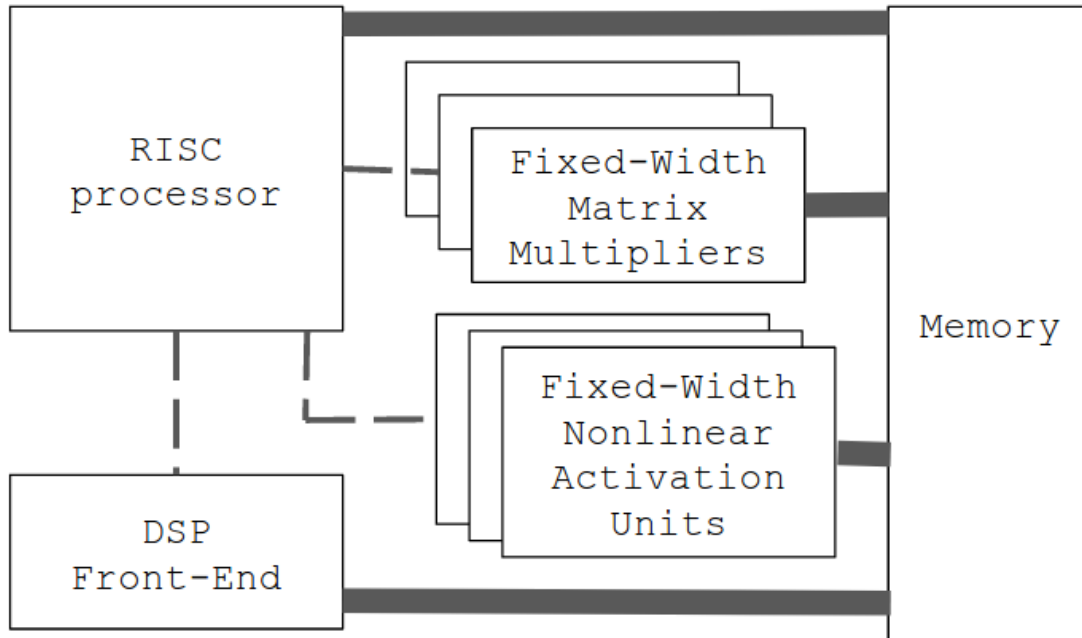 RISC
processor
Fixed-Width
Matrix
Multipliers
Memory
Fixed-Width
Nonlinear
Activation
Units
DSP
Front-End